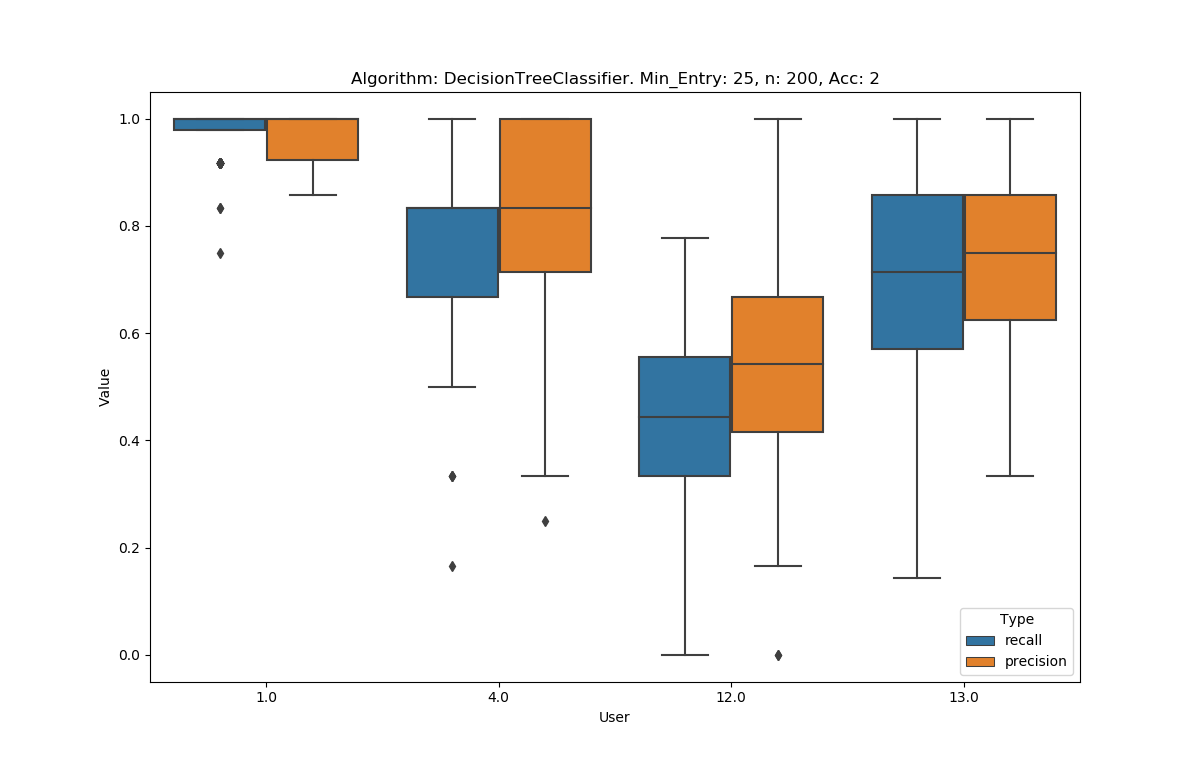 Algorithm: DecisionTreeClassifier. Min_Entry: 25, n: 200, Acc: 2
1.0
0.8
0.6
0.4
0.2
0.0
Value
1.0 4.0 12.0 13.0
User
Type
recall
precision